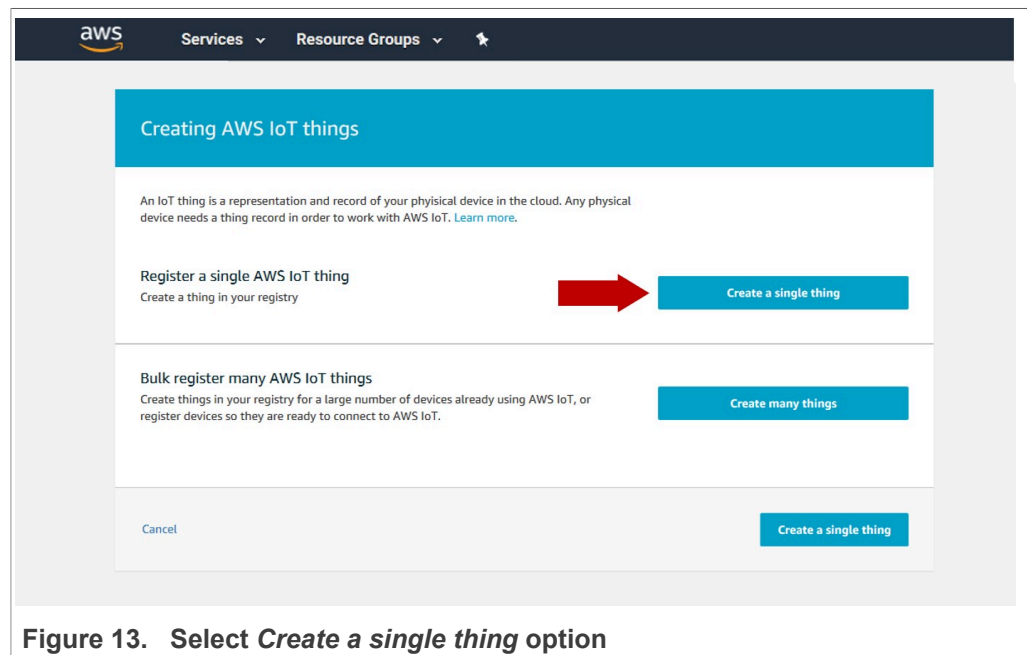 aws Services Resource Groups
Creating AWS IoT things
An IoT thing is a representation and record of your phyisical device in the cloud. Any physical
device needs a thing record in order to work with AWS IoT. Learn more.
Register a single AWS IoT thing
Create a thing in your registry
Create a single thing
Bulk register many AWS IoT things
Create things in your registry for a large number of devices already using AWS IoT, or
register devices so they are ready to connect to AWS IoT.
Create many things
Cancel
Create a single thing
Figure 13. Select Create a single thing option